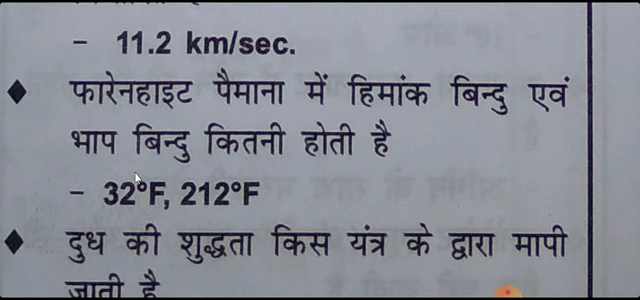 - 11.2 km/sec.
♦ फारेनहाइट पैमाना में हिमांक बिन्दु एवं
भाप बिन्दु कितनी होती है
- 32°F, 212°F
♦ दुध की शुद्धता किस यंत्र के द्वारा मापी
जाती है